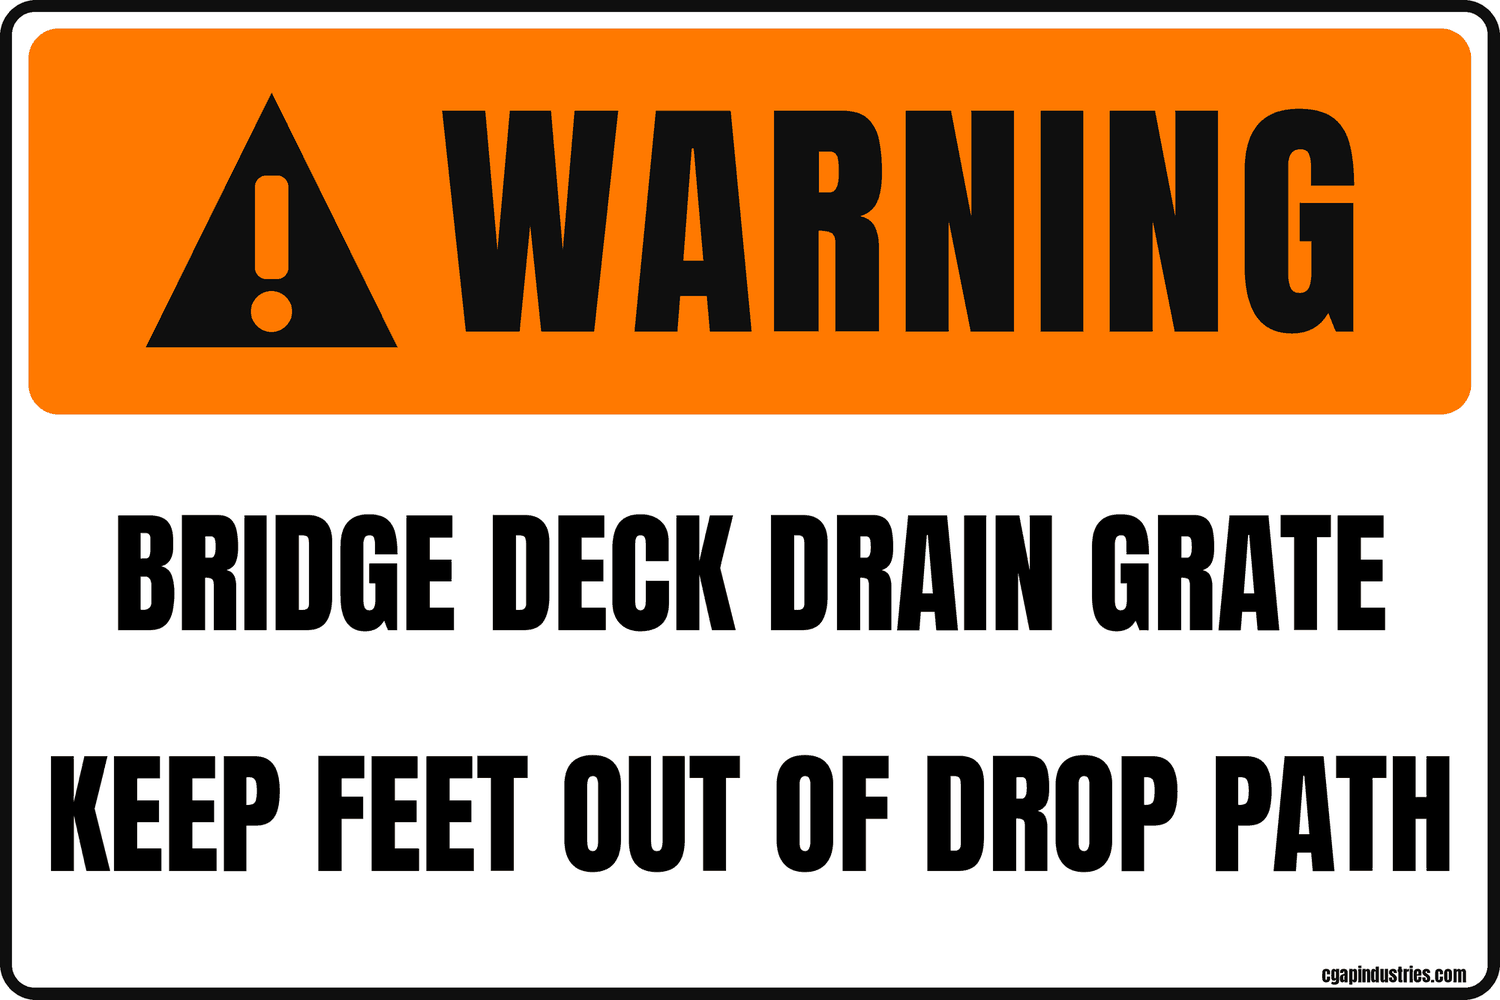 WARNING
BRIDGE DECK DRAIN GRATE
KEEP FEET OUT OF DROP PATH
cgapindustries.com